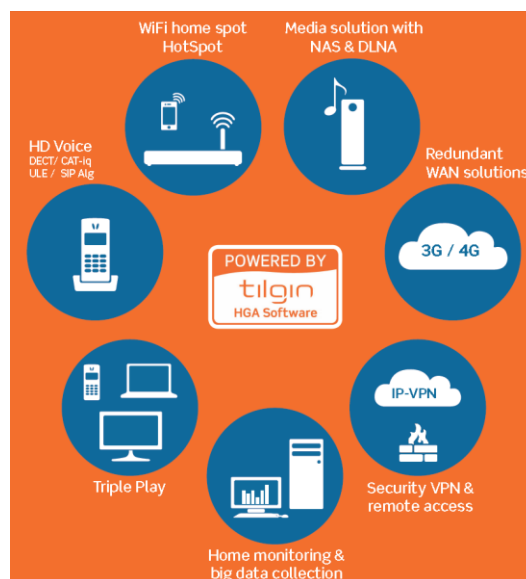 WiFi home spot
HotSpot
Media solution with
NAS & DLNA
HD Voice
DECT/ CAT-iq
ULE / SIP Alg
Redundant
WAN solutions
3G / 4G
POWERED BY
tilgin
HGA Software
IP-VPN
Triple Play
Security VPN &
remote access
Home monitoring &
big data collection